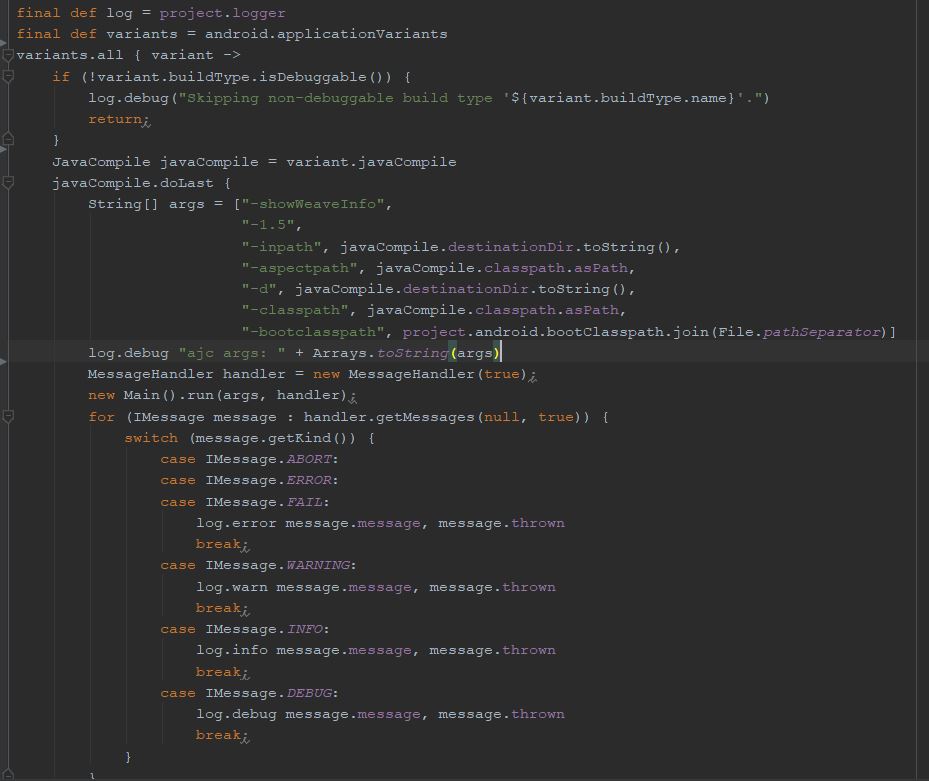 final def log = project.logger
final def variants = android.applicationVariants
variants.all { variant ->
    if (!variant.buildType.isDebuggable()) {
        log.debug("Skipping non-debuggable build type '${variant.buildType.name}'.")
        return;
    }
    JavaCompile javaCompile = variant.javaCompile
    javaCompile.doLast {
        String[] args = ["-showWeaveInfo",
                         "-1.5",
                         "-inpath", javaCompile.destinationDir.toString(),
                         "-aspectpath", javaCompile.classpath.asPath,
                         "-d", javaCompile.destinationDir.toString(),
                         "-classpath", javaCompile.classpath.asPath,
                         "-bootclasspath", project.android.bootClasspath.join(File.pathSeparator)]
        log.debug "ajc args: " + Arrays.toString(args)
        MessageHandler handler = new MessageHandler(true);
        new Main().run(args, handler);
        for (IMessage message : handler.getMessages(null, true)) {
            switch (message.getKind()) {
                case IMessage.ABORT:
                case IMessage.ERROR:
                case IMessage.FAIL:
                    log.error message.message, message.thrown
                    break;
                case IMessage.WARNING:
                    log.warn message.message, message.thrown
                    break;
                case IMessage.INFO:
                    log.info message.message, message.thrown
                    break;
                case IMessage.DEBUG:
                    log.debug message.message, message.thrown
                    break;
            }
        }